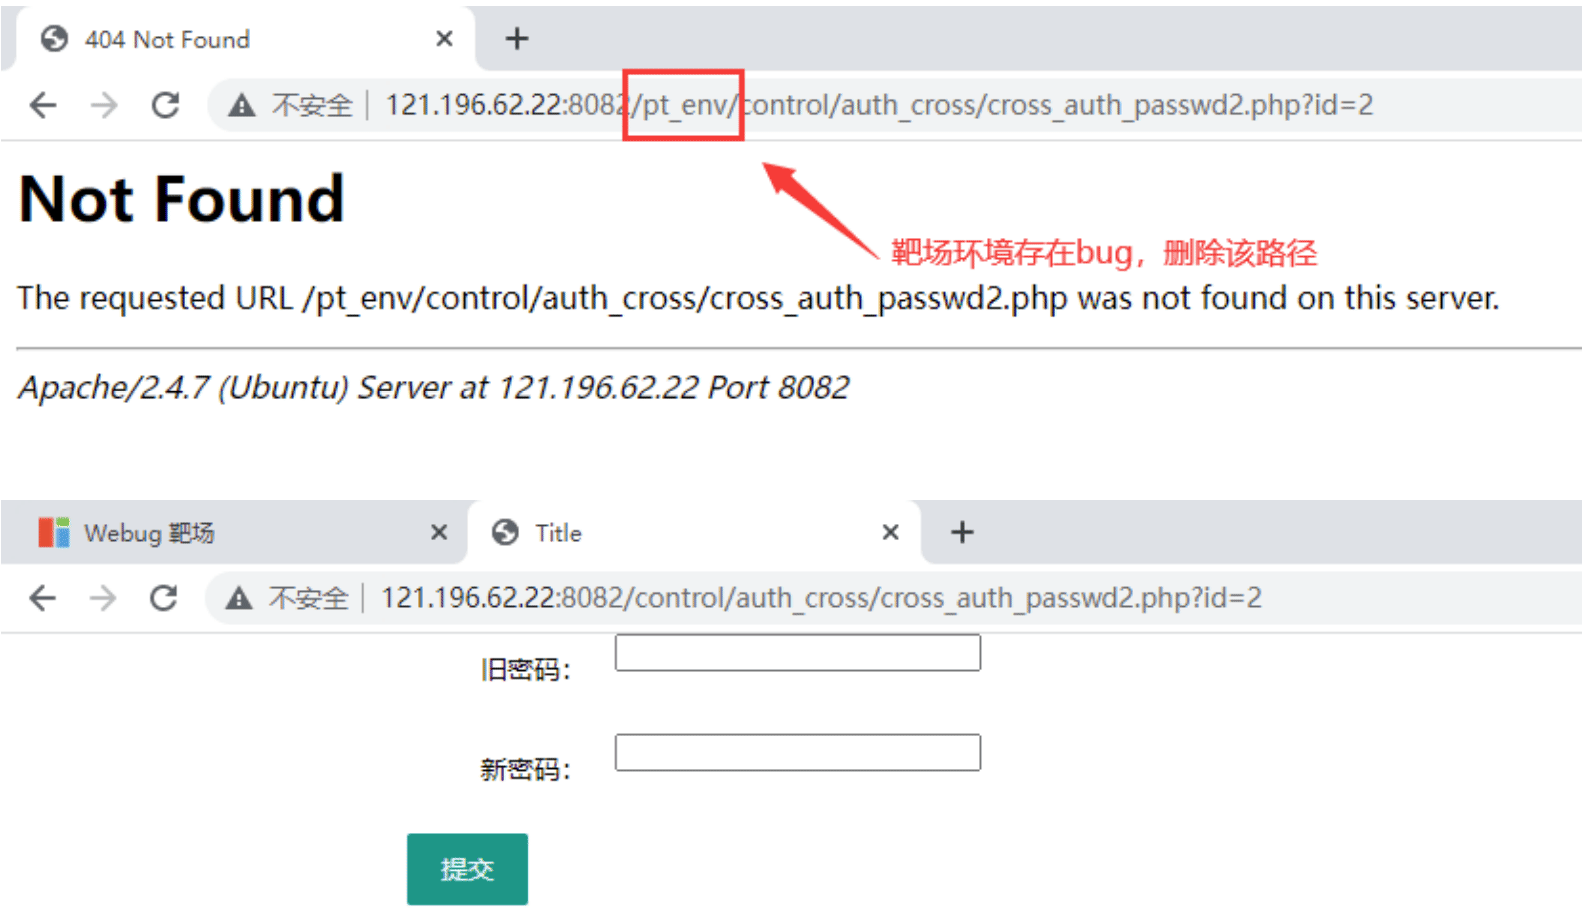 404 Not Found
不安全 121.196.62.22:8082/pt_env/control/auth_cross/cross_auth_passwd2.php?id=2
Not Found
靶场环境存在bug，删除该路径
The requested URL /pt_env/control/auth_cross/cross_auth_passwd2.php was not found on this server.
Apache/2.4.7 (Ubuntu) Server at 121.196.62.22 Port 8082
Webug 靶场 Title
不安全 121.196.62.22:8082/control/auth_cross/cross_auth_passwd2.php?id=2
旧密码：
新密码：
提交